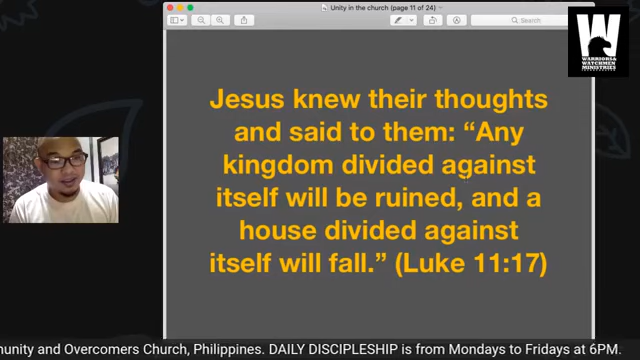 Unity in the church (page 11 of 24)
Search
WARRIORS &
WATCHMEN
MINISTRIES
Jesus knew their thoughts
and said to them: “Any
kingdom divided against
itself will be ruined, and a
house divided against
itself will fall.” (Luke 11:17)
munity and Overcomers Church, Philippines. DAILY DISCIPLESHIP is from Mondays to Fridays at 6PM.